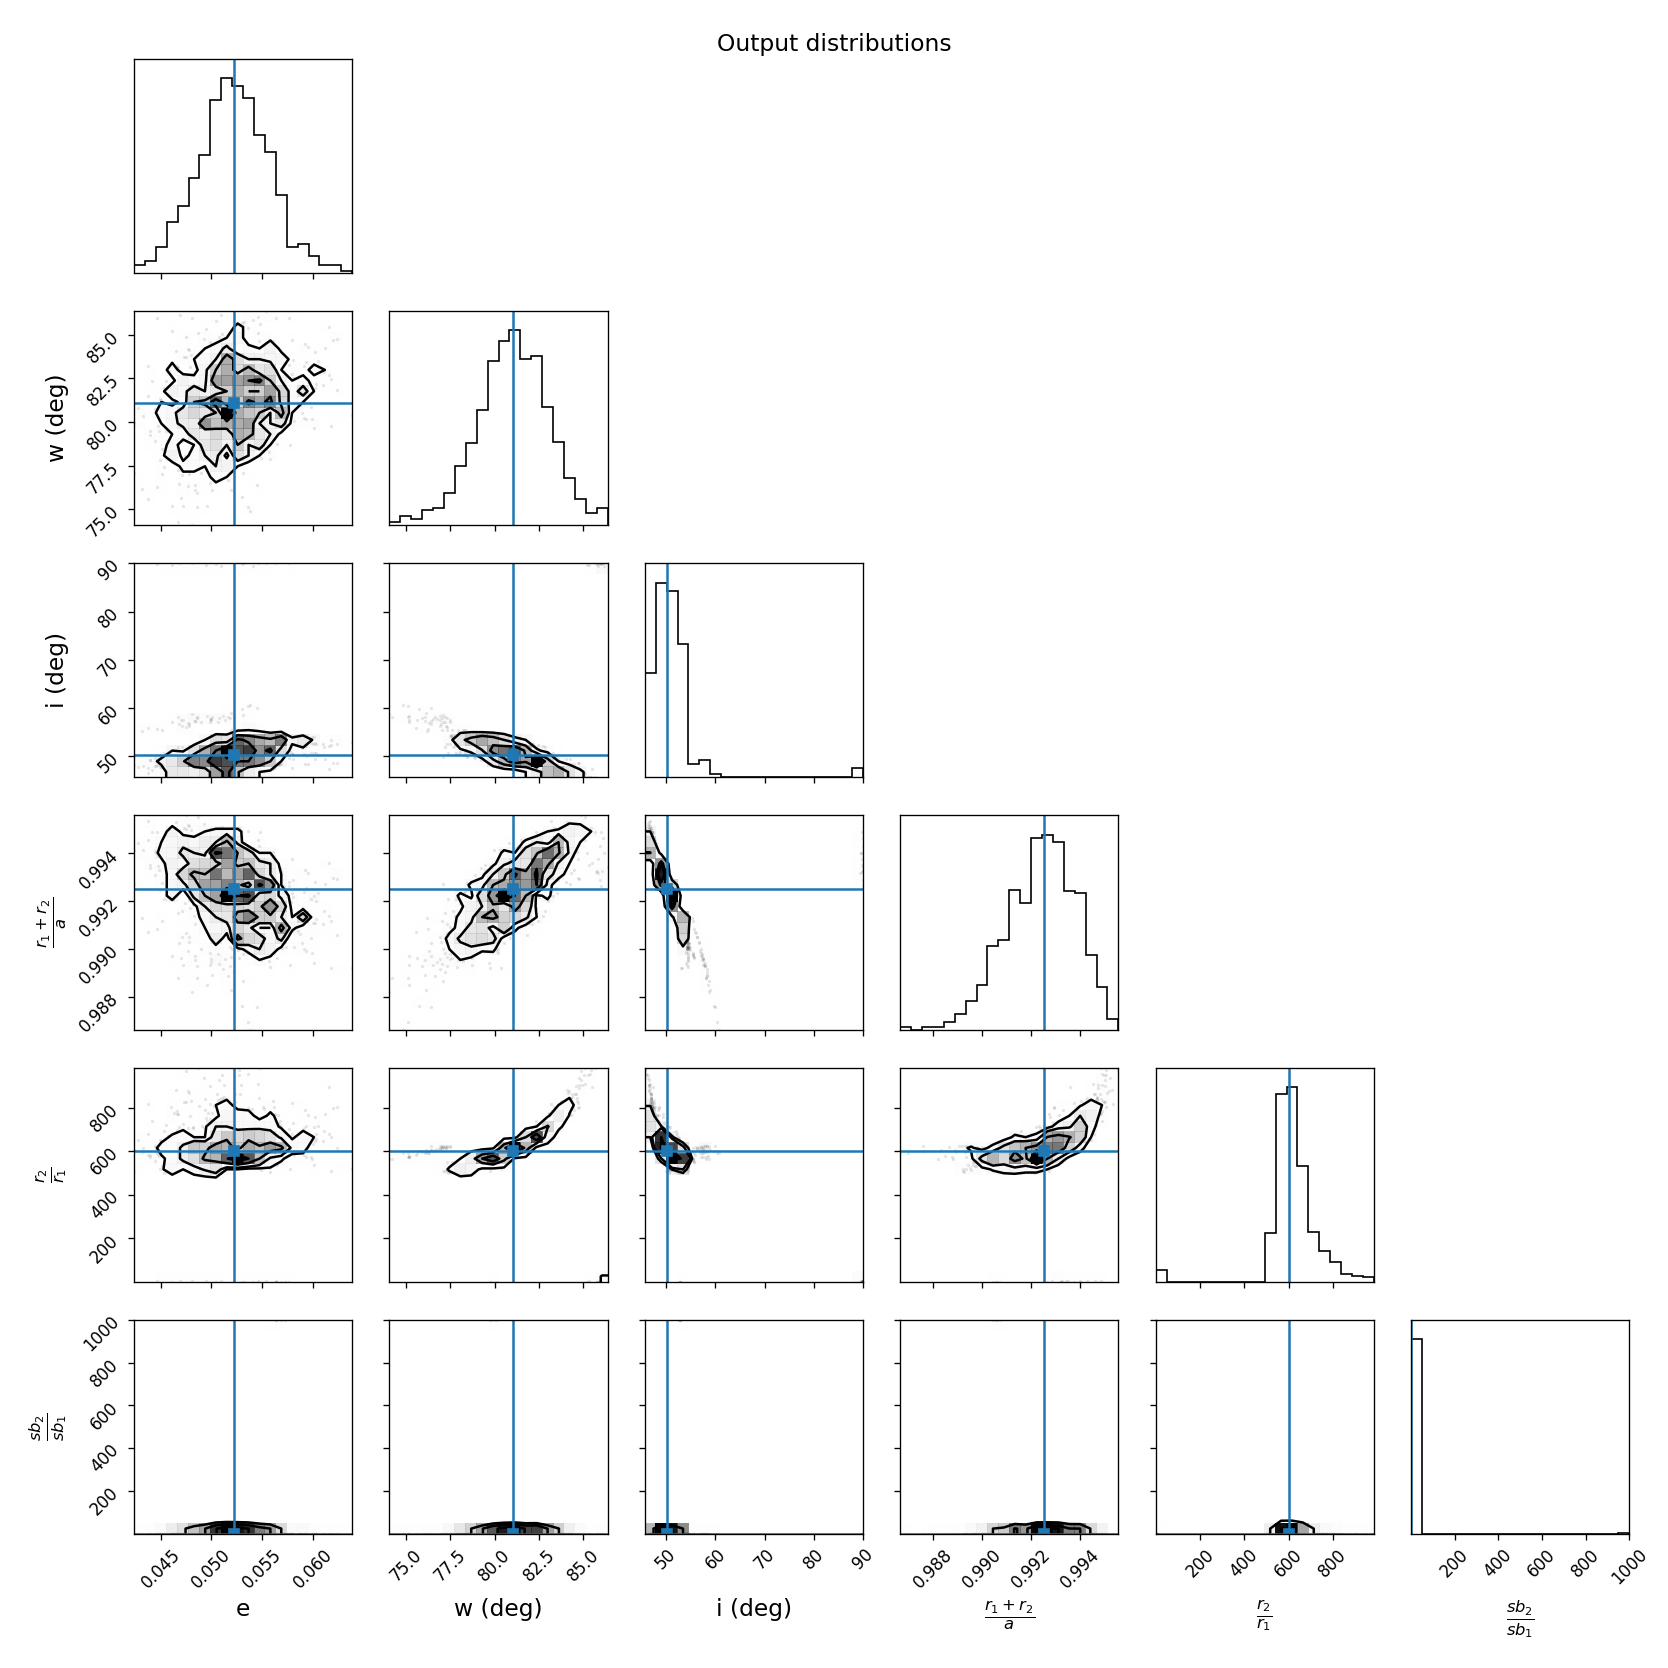 Output distributions
w (deg)
85.0
82.5
80.0
77.5
75.0
i (deg)
90
80
70
60
50
r₁ + r₂
a
0.994
0.992
0.990
0.988
r₂
r₁
800
600
400
200
sb₂
sb₁
1000
800
600
400
200
0.045 0.050 0.055 0.060 75.0 77.5 80.0 82.5 85.0 50 60 70 80 90 0.988 0.990 0.992 0.994 200 400 600 800 200 400 600 800 1000
e w (deg) i (deg) r₁ + r₂ r₂ sb₂
a r₁ sb₁